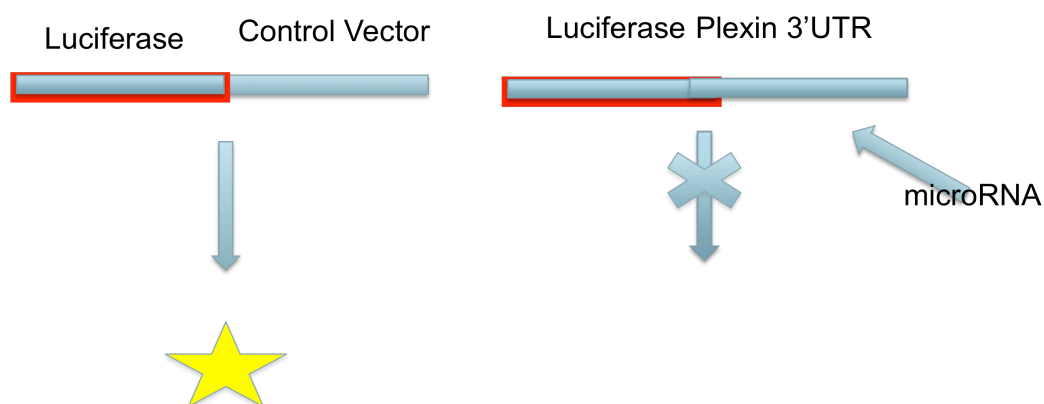 Luciferase
Control Vector
Luciferase Plexin 3’UTR
microRNA